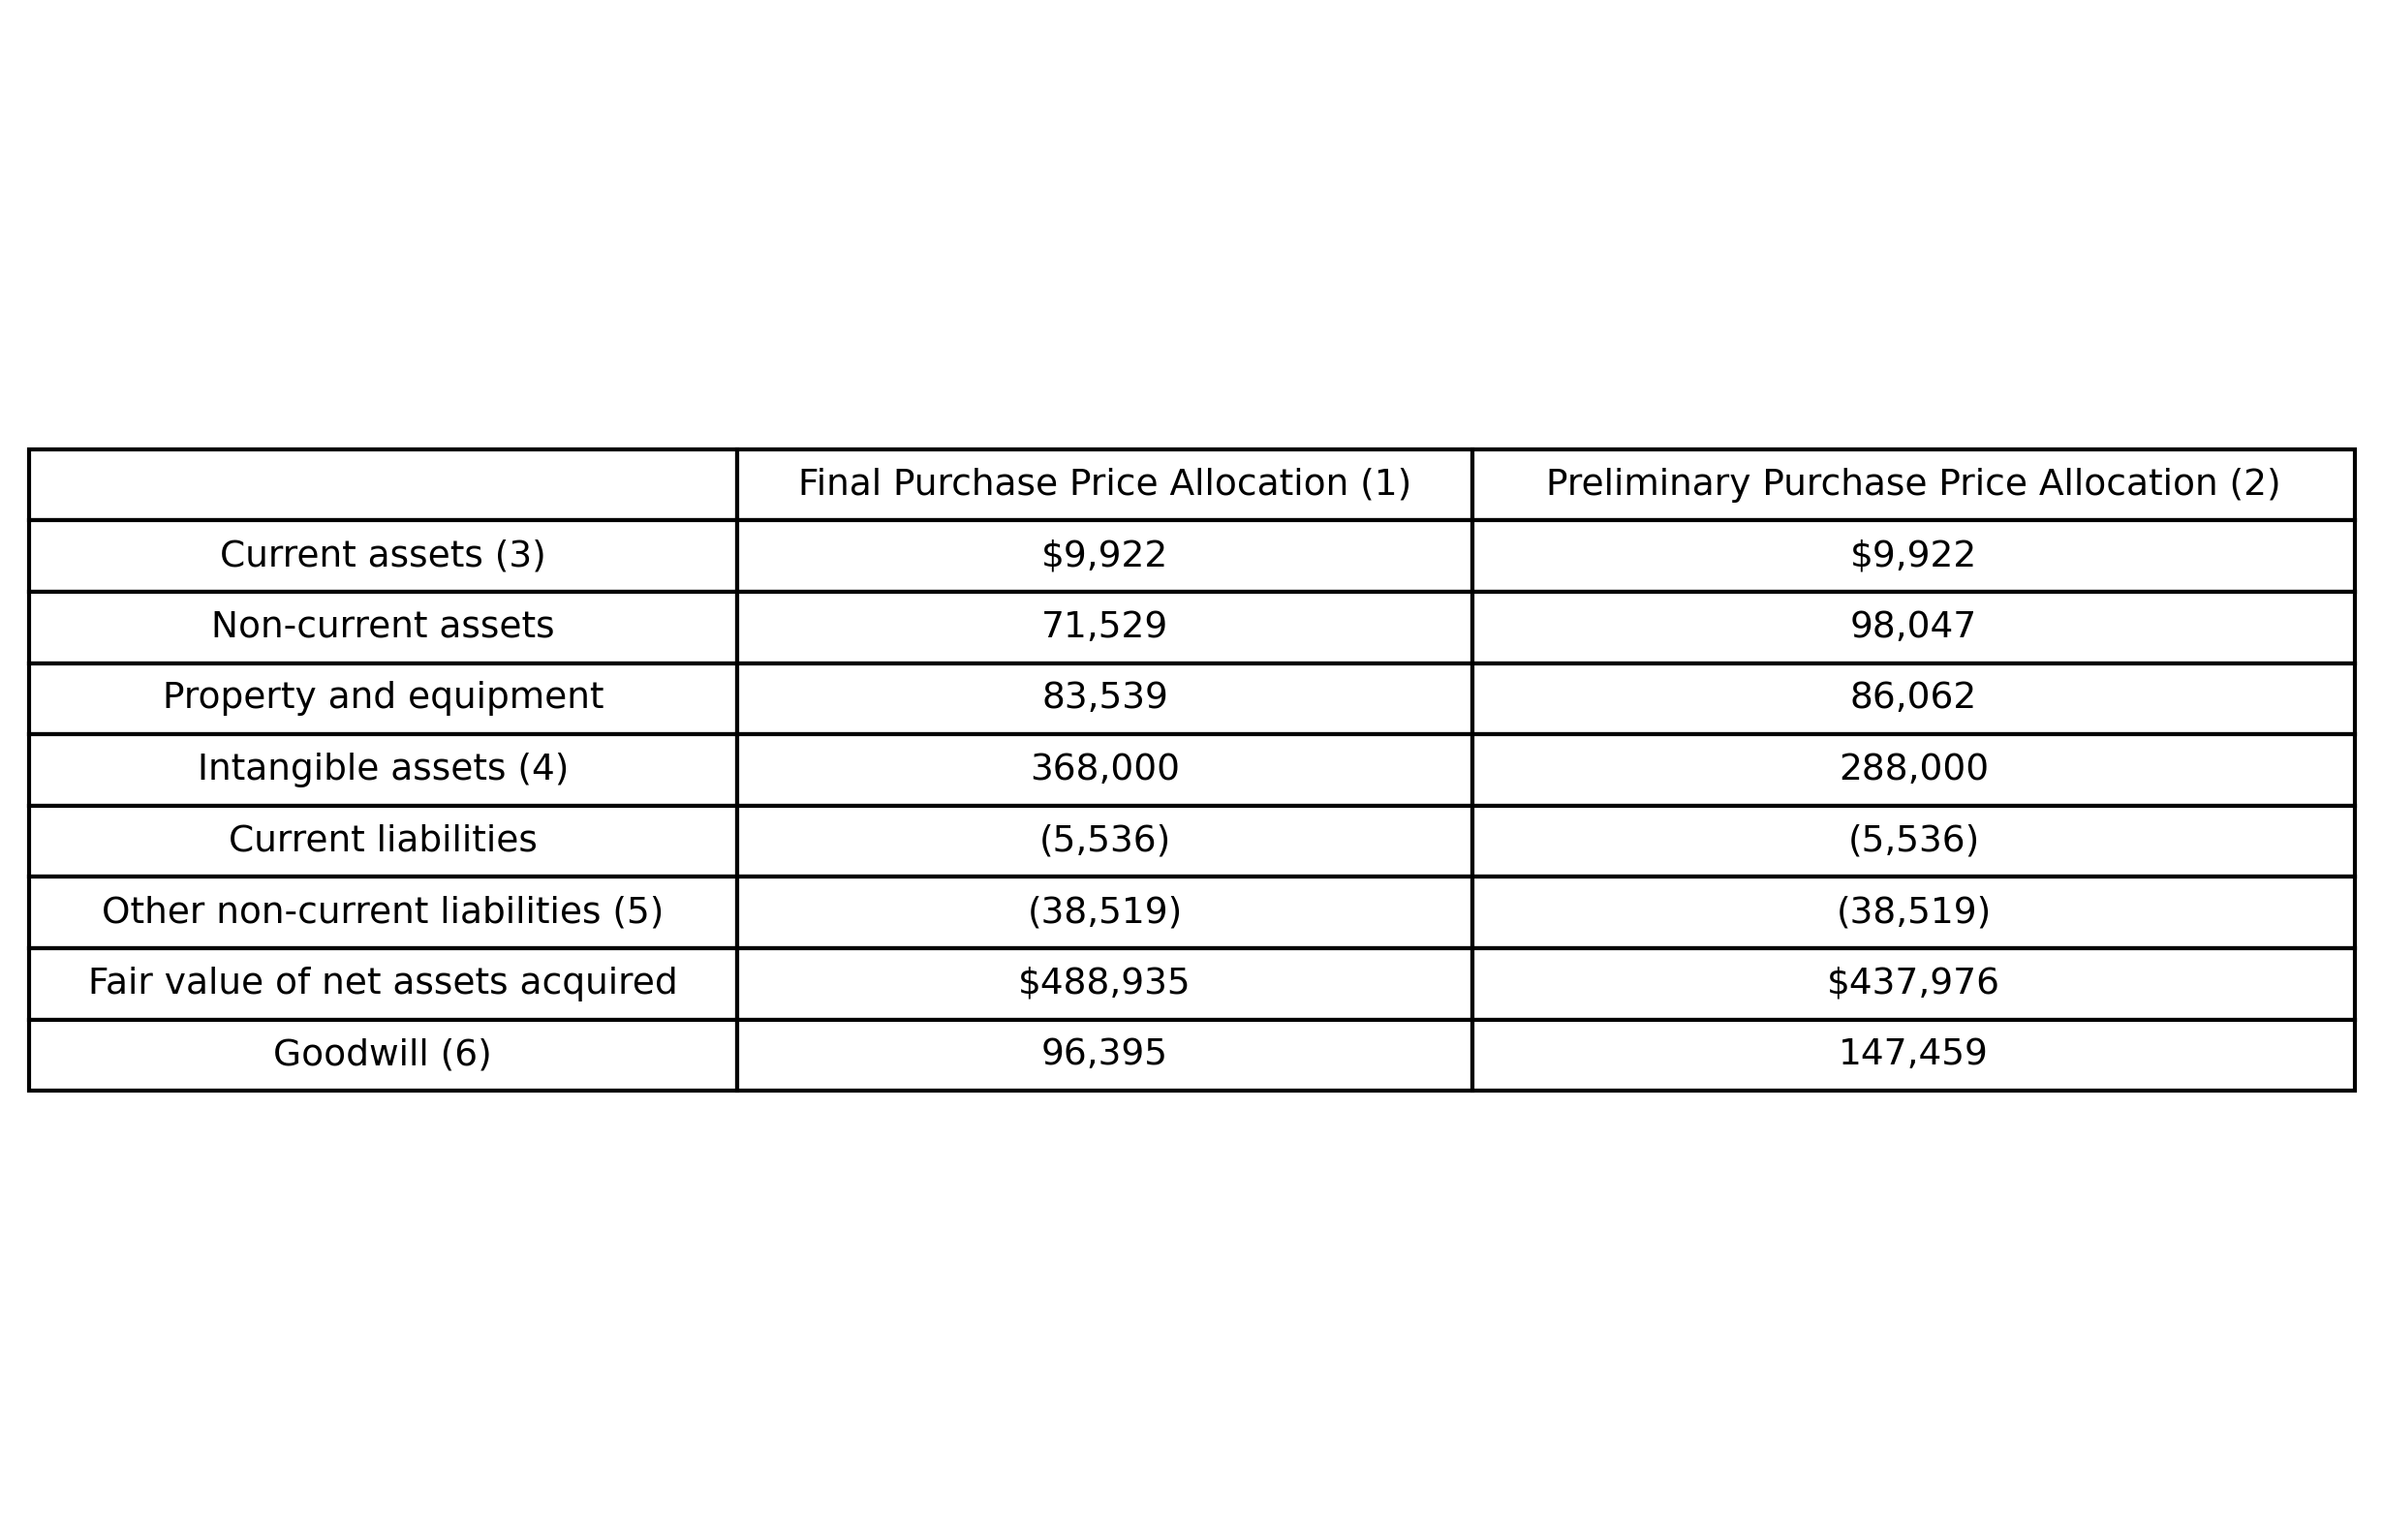 Final Purchase Price Allocation (1) Preliminary Purchase Price Allocation (2)
Current assets (3) $9,922 $9,922
Non-current assets 71,529 98,047
Property and equipment 83,539 86,062
Intangible assets (4) 368,000 288,000
Current liabilities (5,536) (5,536)
Other non-current liabilities (5) (38,519) (38,519)
Fair value of net assets acquired $488,935 $437,976
Goodwill (6) 96,395 147,459